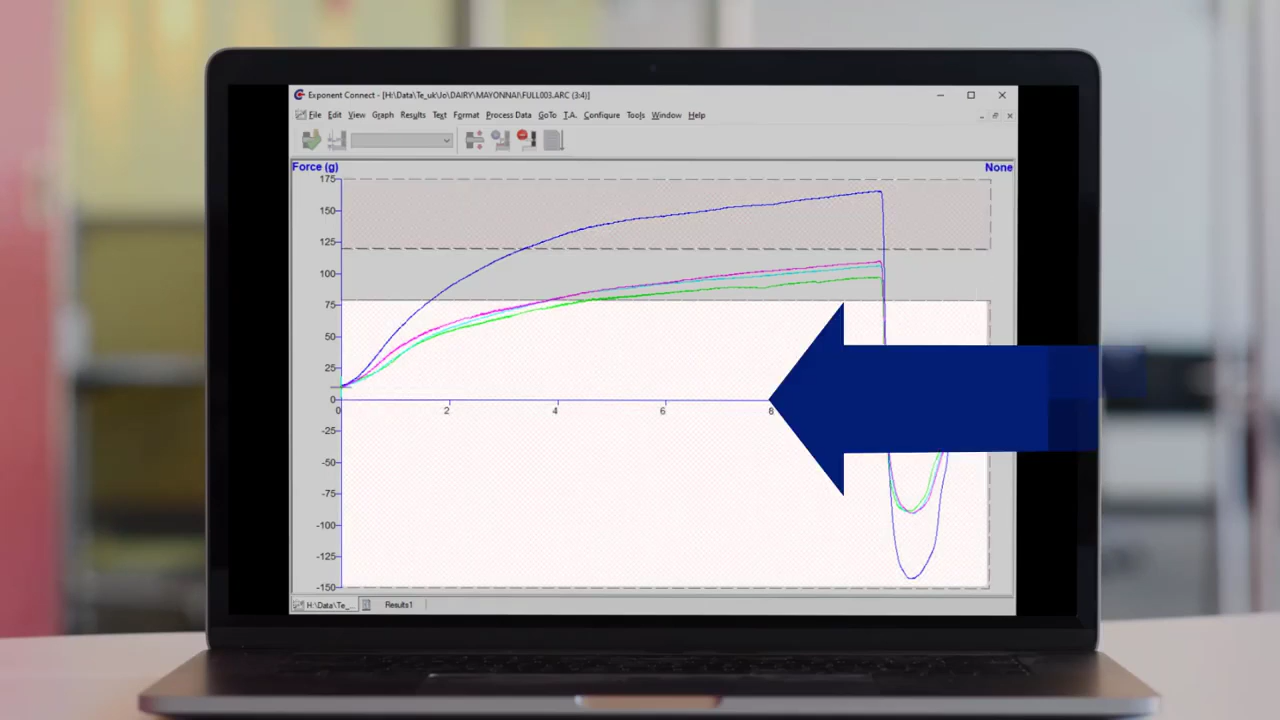 Exponent Connect - [H:\Data\Te_uk\Jo\DAIRY\MAYONNAI\FULL003.ARC (3:4)]
File Edit View Graph Results Text Format Process Data GoTo T.A. Configure Tools Window Help
Force (g)
None
175
150
125
100
75
50
25
0
-25
-50
-75
-100
-125
-150
0 2 4 6 8
H:\Data\Te_...
Results1